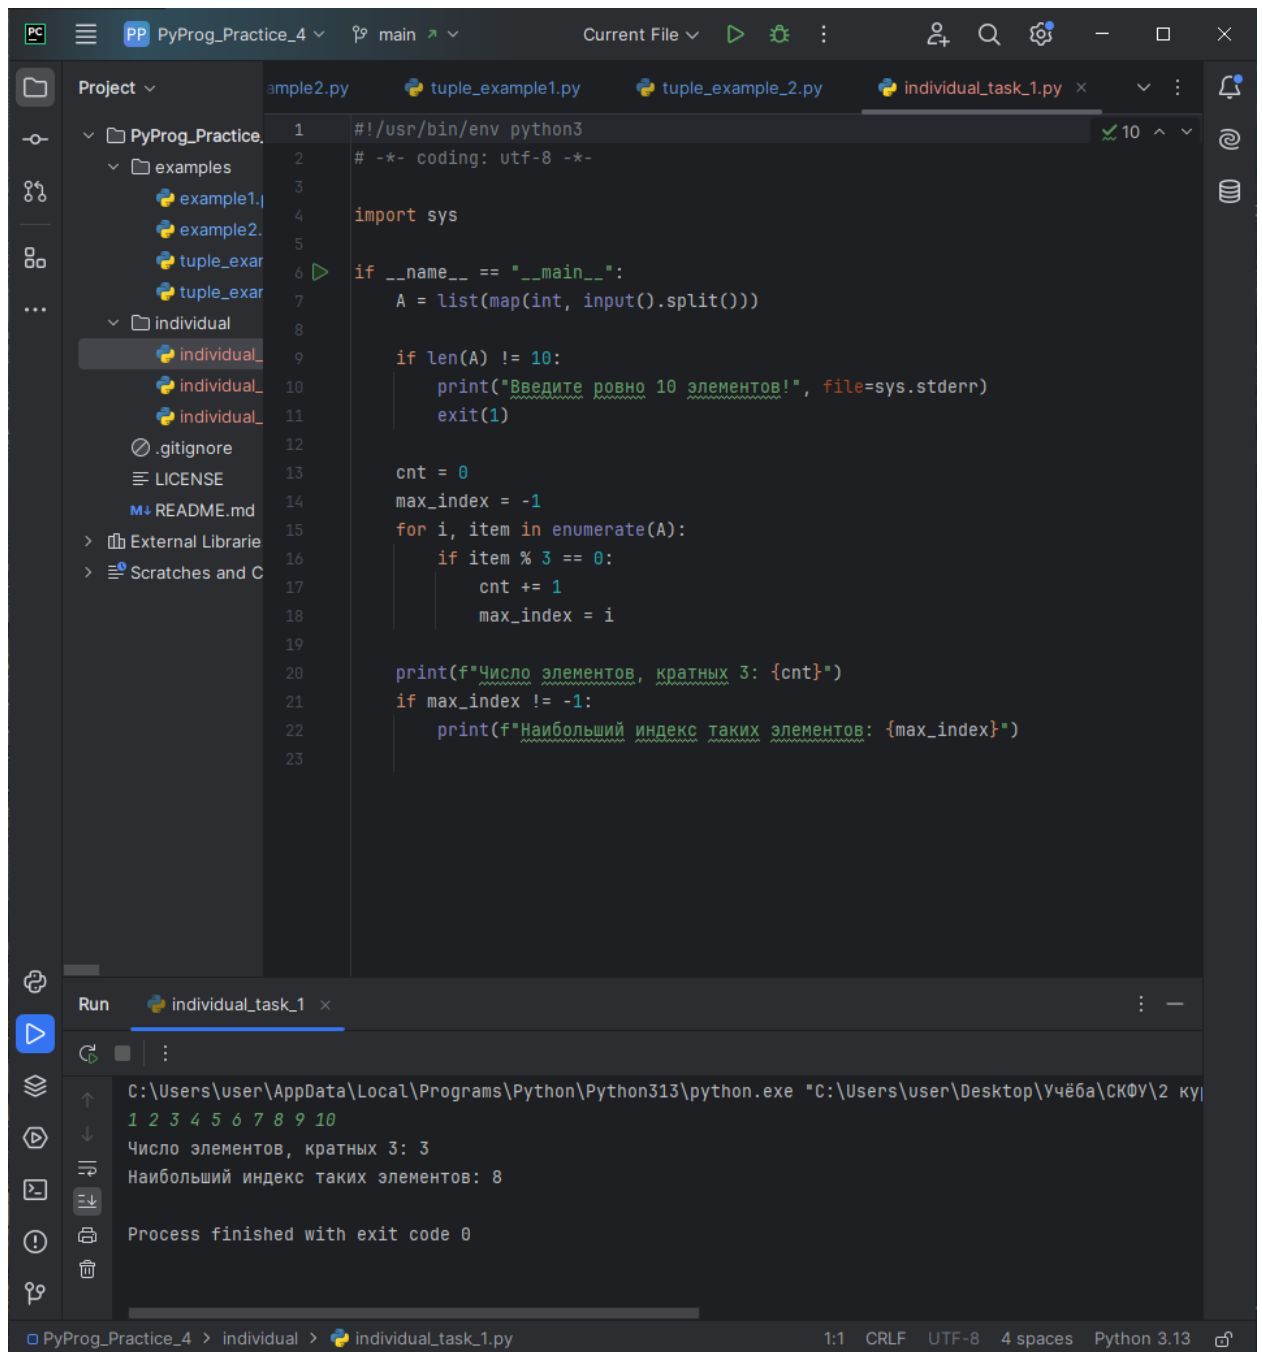 PC PP PyProg_Practice_4 main Current File
Project
ample2.py tuple_example1.py tuple_example_2.py individual_task_1.py
PyProg_Practice_
examples
example1.p
example2.
tuple_exar
tuple_exar
individual
individual_
individual_
individual_
.gitignore
LICENSE
M↓ README.md
External Librarie
Scratches and C
10
1 #!/usr/bin/env python3
2 # -*- coding: utf-8 -*-
3
4 import sys
5
6 if __name__ == "__main__":
7     A = list(map(int, input().split()))
8
9     if len(A) != 10:
10         print("Введите ровно 10 элементов!", file=sys.stderr)
11         exit(1)
12
13     cnt = 0
14     max_index = -1
15     for i, item in enumerate(A):
16         if item % 3 == 0:
17             cnt += 1
18             max_index = i
19
20     print(f"Число элементов, кратных 3: {cnt}")
21     if max_index != -1:
22         print(f"Наибольший индекс таких элементов: {max_index}")
23
Run individual_task_1
C:\Users\user\AppData\Local\Programs\Python\Python313\python.exe "C:\Users\user\Desktop\Учёба\СКФУ\2 ку
1 2 3 4 5 6 7 8 9 10
Число элементов, кратных 3: 3
Наибольший индекс таких элементов: 8
Process finished with exit code 0
PyProg_Practice_4 > individual > individual_task_1.py 1:1 CRLF UTF-8 4 spaces Python 3.13